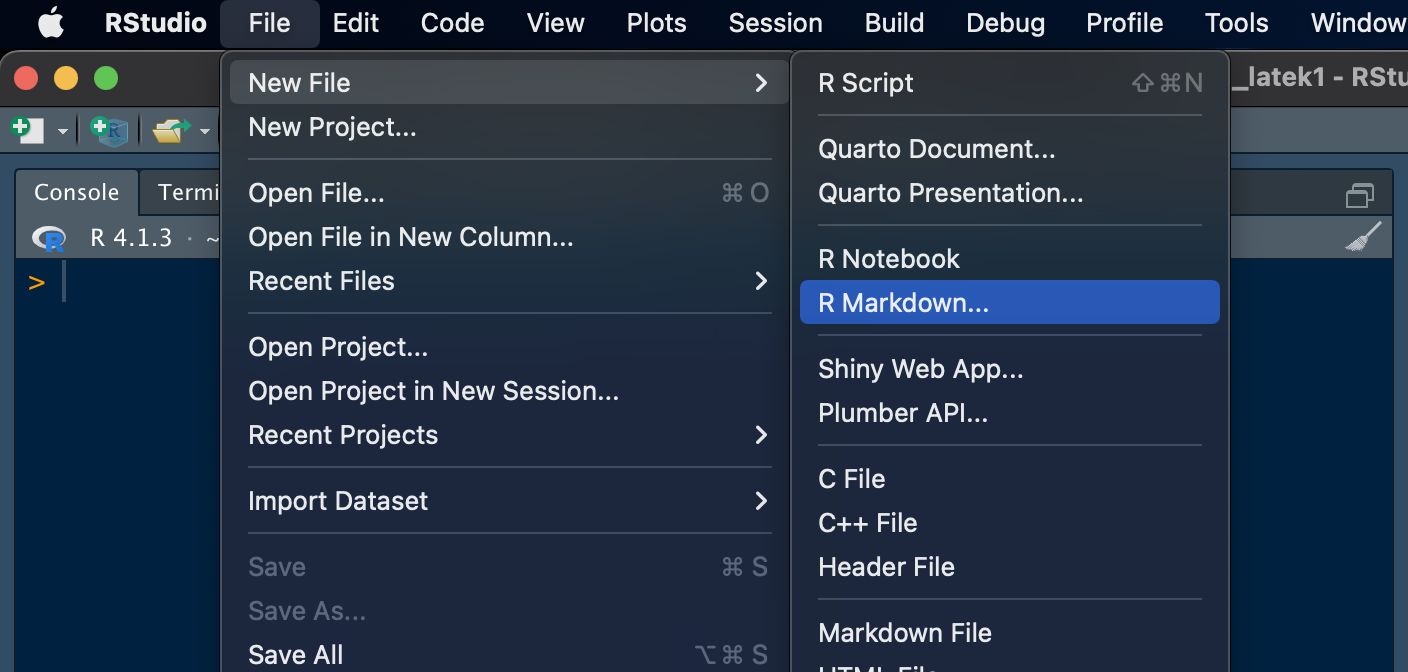 RStudio File Edit Code View Plots Session Build Debug Profile Tools Window
_latek1 - RStu
New File
New Project...
Open File... ⌘ O
Open File in New Column...
Recent Files
Open Project...
Open Project in New Session...
Recent Projects
Import Dataset
Save ⌘ S
Save As...
Save All ⌥⌘ S
R Script ⇧⌘N
Quarto Document...
Quarto Presentation...
R Notebook
R Markdown...
Shiny Web App...
Plumber API...
C File
C++ File
Header File
Markdown File
HTML File
Console Termi
R 4.1.3 · ~
>